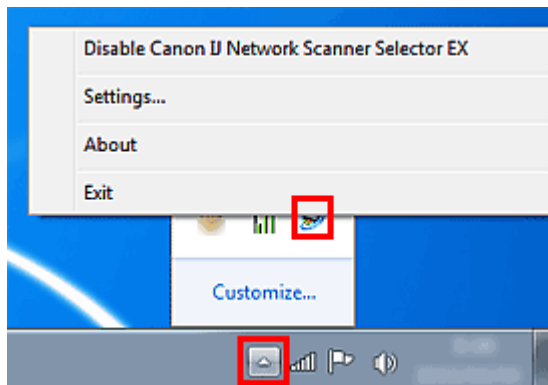 Disable Canon IJ Network Scanner Selector EX
Settings...
About
Exit
Customize...